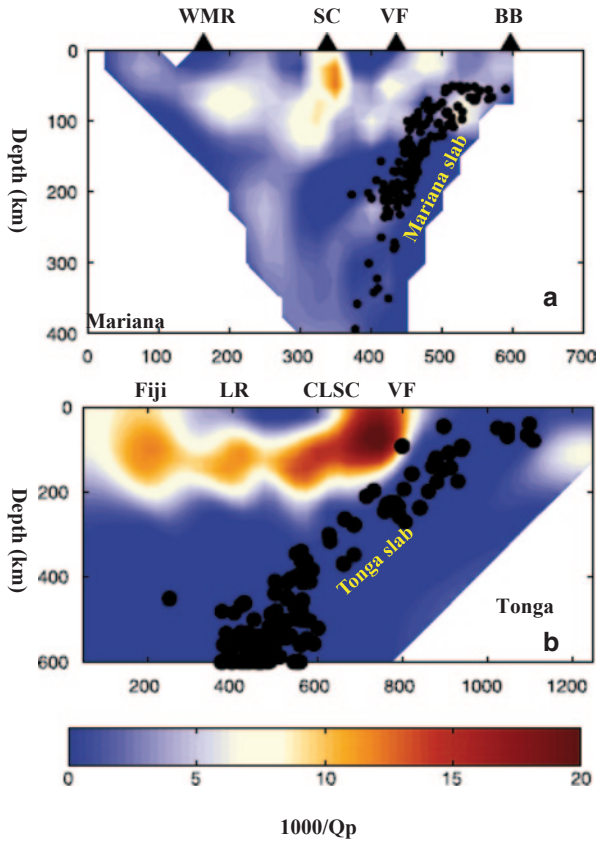 WMR SC VF BB
0
100
200
300
400
Depth (km)
Mariana slab
a
Mariana
0 100 200 300 400 500 600 700
Fiji LR CLSC VF
0
200
400
600
Depth (km)
Tonga slab
Tonga
b
200 400 600 800 1000 1200
0 5 10 15 20
1000/Qp